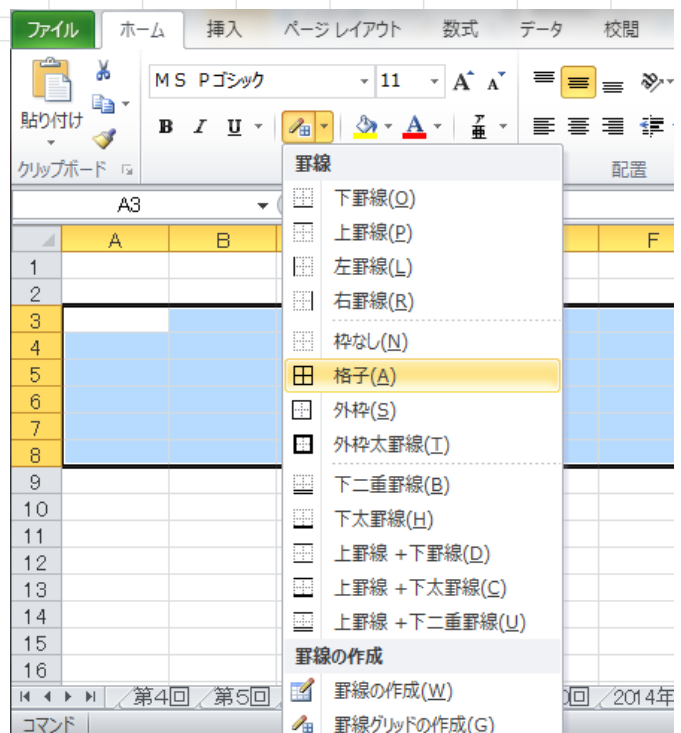 ファイル ホーム 挿入 ページ レイアウト 数式 データ 校閲
ＭＳ Ｐゴシック 11
貼り付け B I U
クリップボード 配置
罫線
A3
下罫線(O)
A B F
上罫線(P)
1 左罫線(L)
2 右罫線(R)
3
4 枠なし(N)
5 格子(A)
6 外枠(S)
7 外枠太罫線(T)
8
9 下二重罫線(B)
10 下太罫線(H)
11
12 上罫線 +下罫線(D)
13 上罫線 +下太罫線(C)
14 上罫線 +下二重罫線(U)
15
16 罫線の作成
第4回 第5回 罫線の作成(W) 回 2014年
コマンド 罫線グリッドの作成(G)